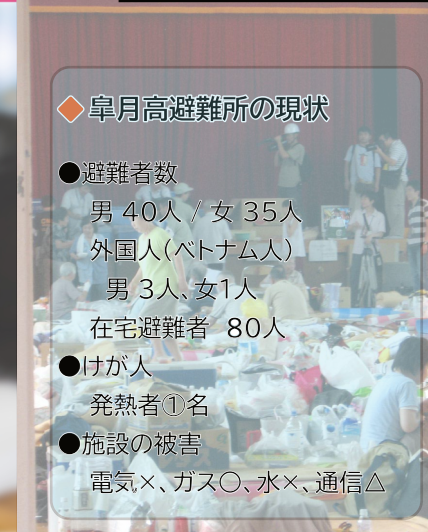 ◆皐月高避難所の現状
●避難者数
男 40人 / 女 35人
外国人(ベトナム人)
男 3人、女1人
在宅避難者 80人
●けが人
発熱者①名
●施設の被害
電気×、ガス〇、水×、通信△